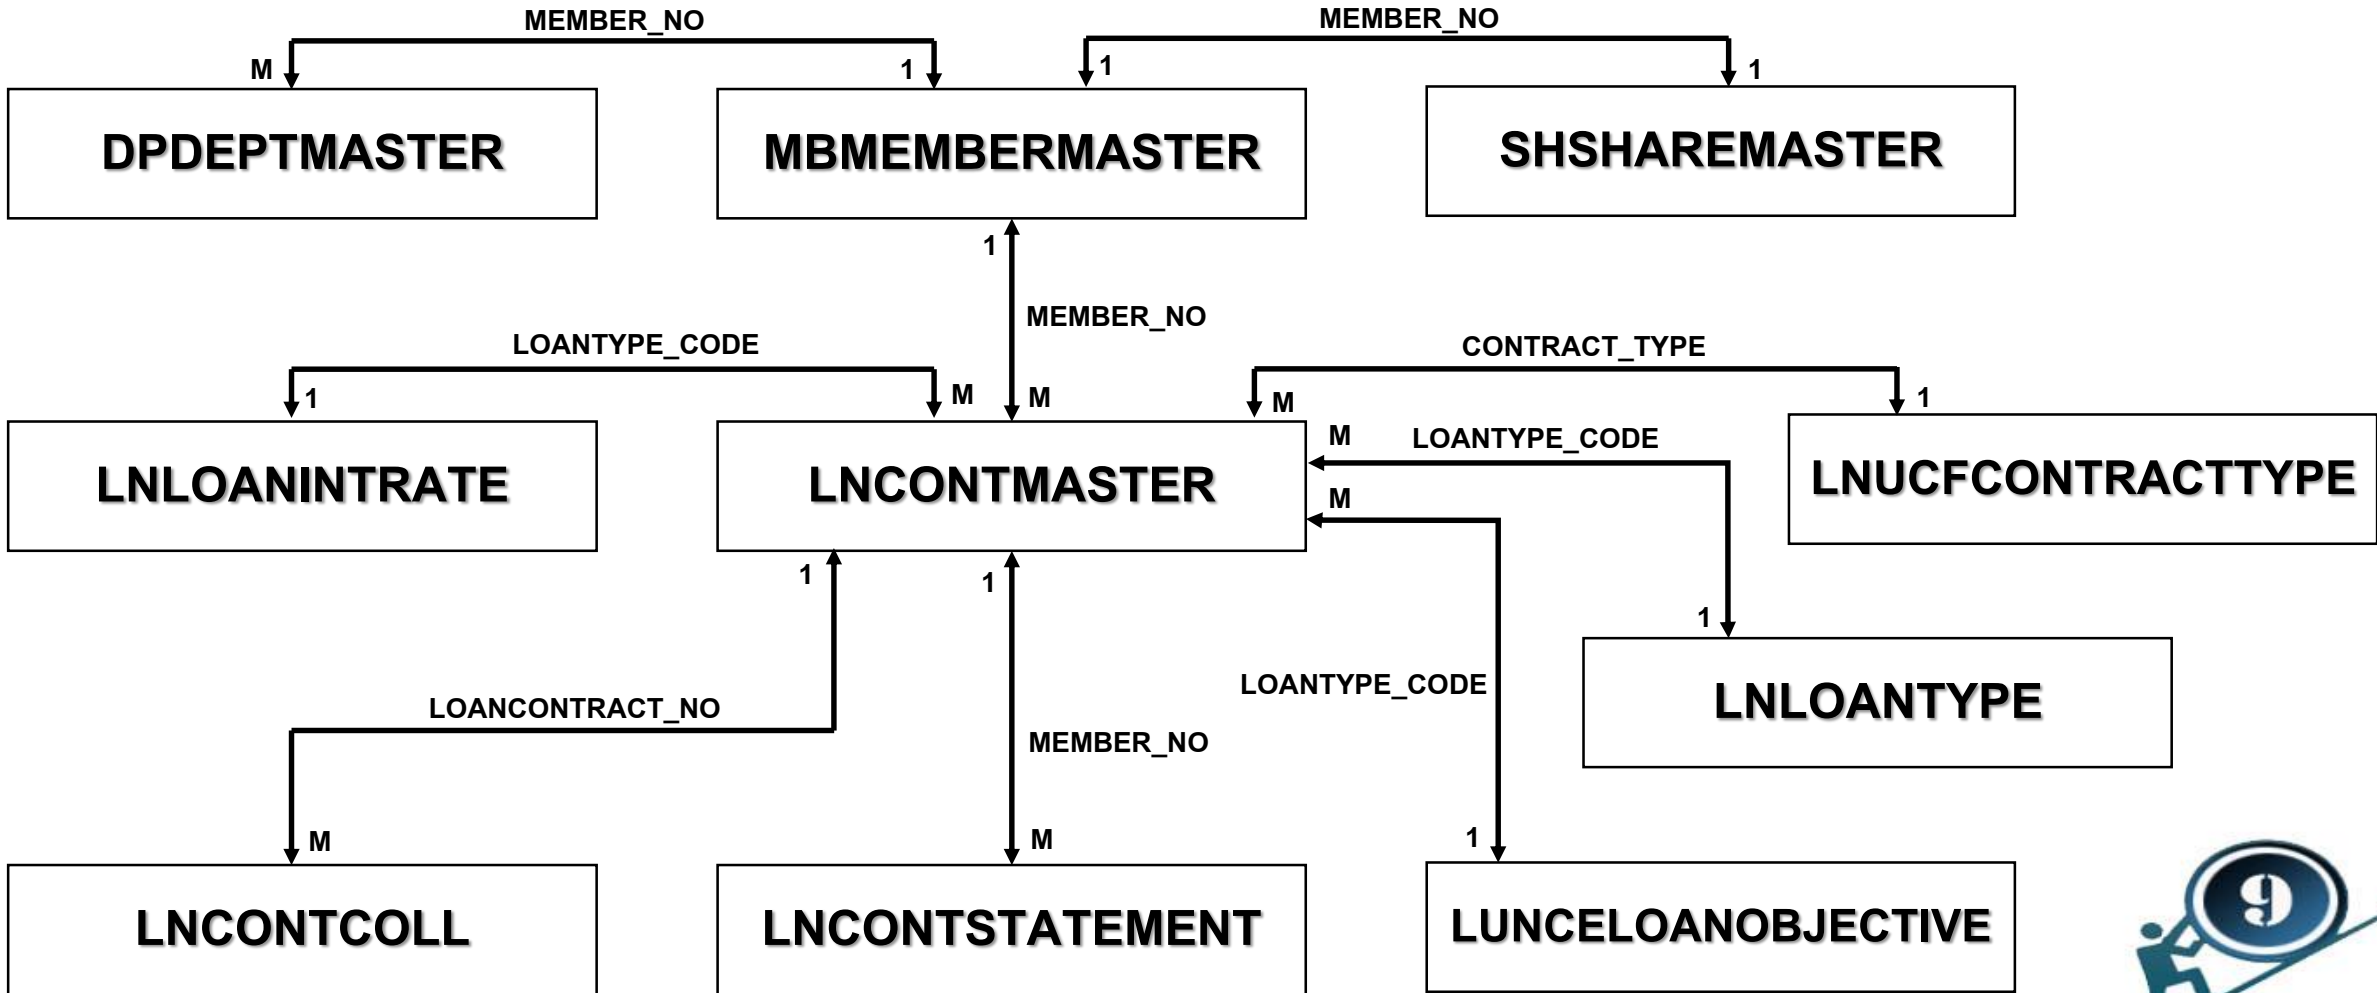 MEMBER_NO
MEMBER_NO
M
1
1
1
DPDEPTMASTER
MBMEMBERMASTER
SHSHAREMASTER
1
MEMBER_NO
LOANTYPE_CODE
CONTRACT_TYPE
1
M
M
M
1
LNLOANINTRATE
LNCONTMASTER
M
LOANTYPE_CODE
LNUCFCONTRACTTYPE
M
1
1
1
LOANTYPE_CODE
LNLOANTYPE
LOANCONTRACT_NO
MEMBER_NO
M
M
1
LNCONTCOLL
LNCONTSTATEMENT
LUNCELOANOBJECTIVE
9